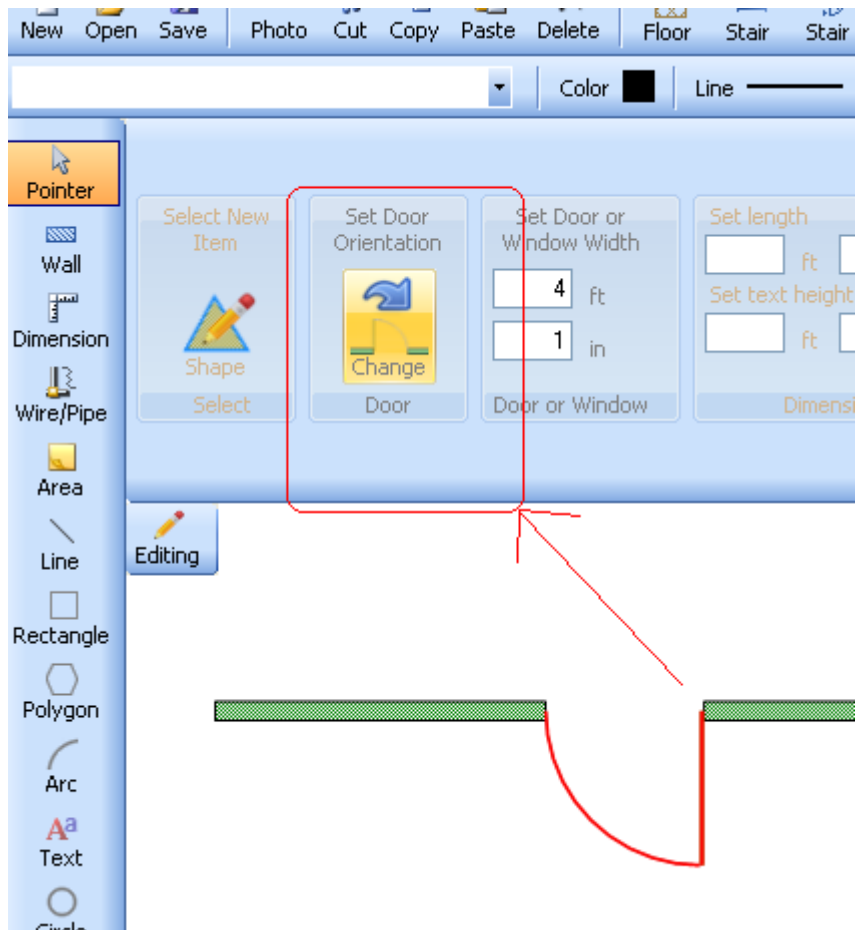 New Open Save Photo Cut Copy Paste Delete Floor Stair Stair
Color Line
Pointer
Wall
Dimension
Wire/Pipe
Area
Line
Rectangle
Polygon
Arc
Text
Circle
Select New
Item
Shape
Select
Set Door
Orientation
Change
Door
Set Door or
Window Width
4 ft
1 in
Door or Window
Set length
ft
Set text height
ft
Dimensi
Editing